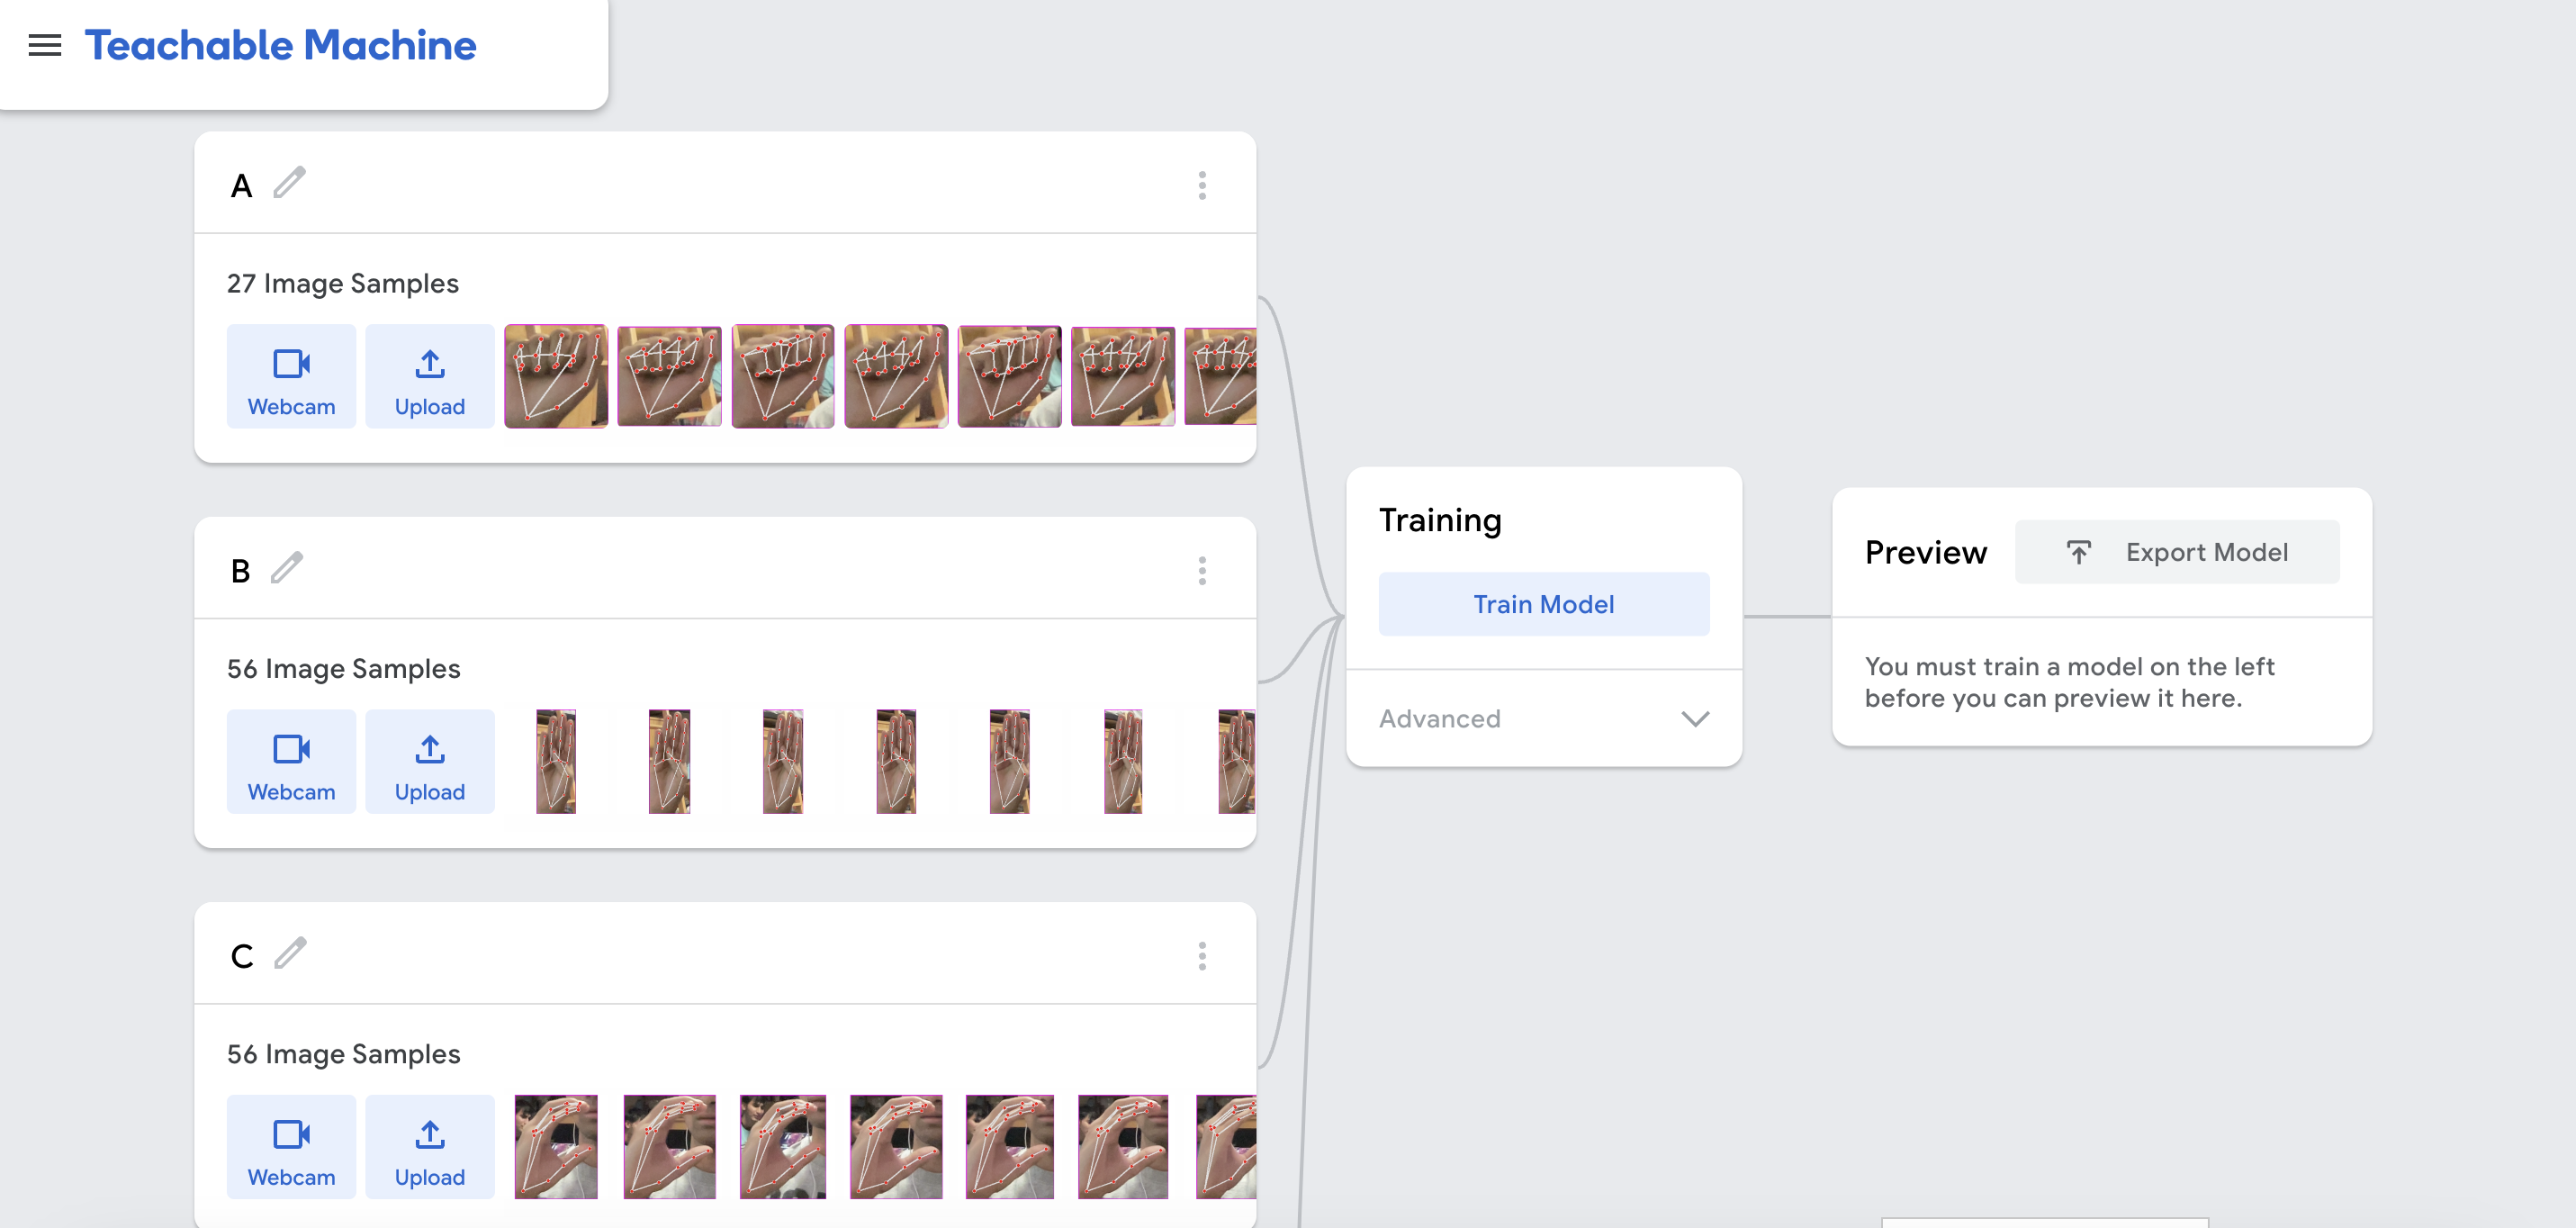 Teachable Machine
A
27 Image Samples
Webcam
Upload
B
56 Image Samples
Webcam
Upload
C
56 Image Samples
Webcam
Upload
Training
Train Model
Advanced
Preview
Export Model
You must train a model on the left
before you can preview it here.